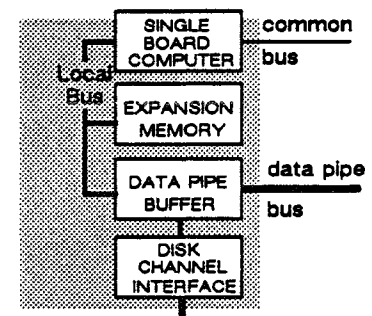 SINGLE
BOARD
COMPUTER
common
bus
Local
Bus
EXPANSION
MEMORY
DATA PIPE
BUFFER
data pipe
bus
DISK
CHANNEL
INTERFACE